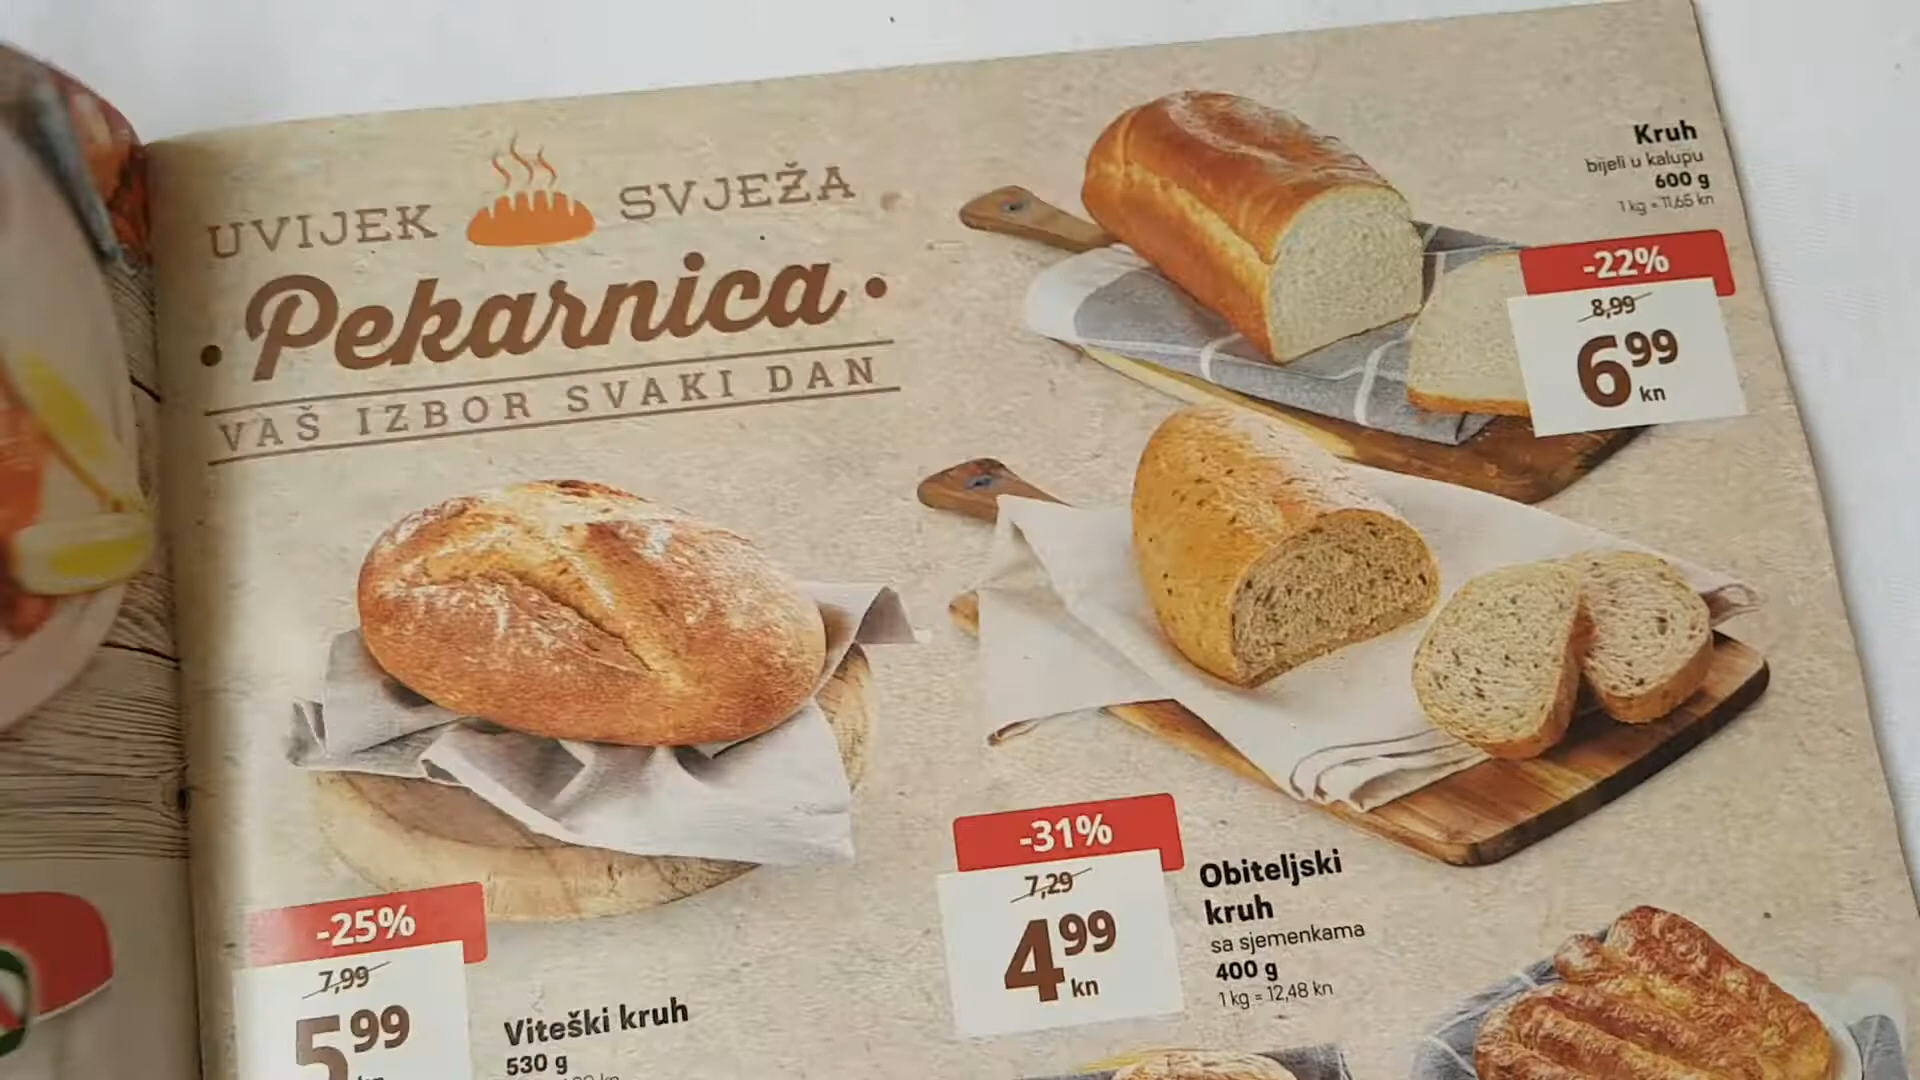 UVIJEK SVJEŽA
Pekarnica
VAŠ IZBOR SVAKI DAN
Kruh
bijeli u kalupu
600 g
1 kg = 11,65 kn
-22%
8,99
6 99
kn
-31%
7,29
4 99
kn
Obiteljski
kruh
sa sjemenkama
400 g
1 kg = 12,48 kn
-25%
7,99
5 99
Viteški kruh
530 g